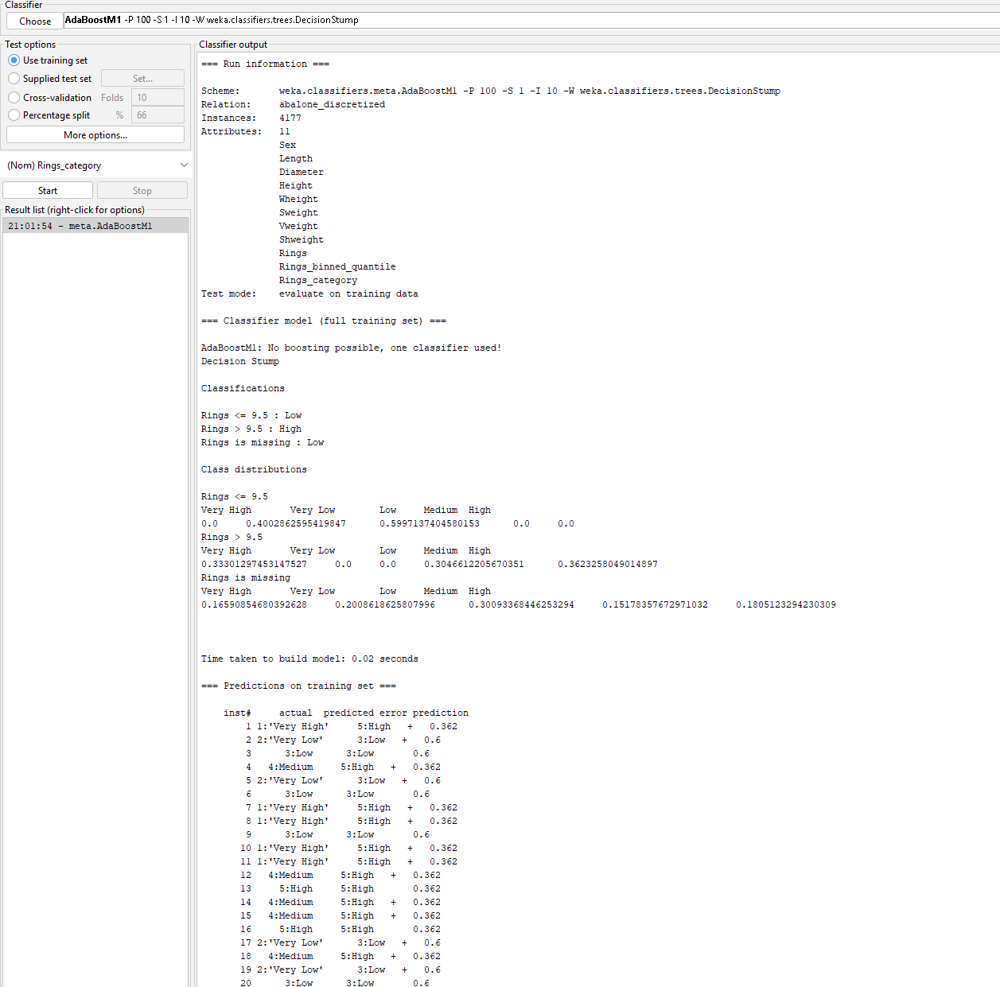 Classifier
Choose AdaBoostM1 -P 100 -S 1 -I 10 -W weka.classifiers.trees.DecisionStump
Test options
Use training set
Supplied test set Set...
Cross-validation Folds 10
Percentage split % 66
More options...
(Nom) Rings_category
Start Stop
Result list (right-click for options)
21:01:54 - meta.AdaBoostM1
Classifier output
=== Run information ===
Scheme: weka.classifiers.meta.AdaBoostM1 -P 100 -S 1 -I 10 -W weka.classifiers.trees.DecisionStump
Relation: abalone_discretized
Instances: 4177
Attributes: 11
Sex
Length
Diameter
Height
Wheight
Sweight
Vweight
Shweight
Rings
Rings_binned_quantile
Rings_category
Test mode: evaluate on training data
=== Classifier model (full training set) ===
AdaBoostM1: No boosting possible, one classifier used!
Decision Stump
Classifications
Rings <= 9.5 : Low
Rings > 9.5 : High
Rings is missing : Low
Class distributions
Rings <= 9.5
Very High Very Low Low Medium High
0.0 0.4002862595419847 0.5997137404580153 0.0 0.0
Rings > 9.5
Very High Very Low Low Medium High
0.33301297453147527 0.0 0.0 0.3046612205670351 0.3623258049014897
Rings is missing
Very High Very Low Low Medium High
0.16590854680392628 0.2008618625807996 0.30093368446253294 0.15178357672971032 0.1805123294230309
Time taken to build model: 0.02 seconds
=== Predictions on training set ===
inst# actual predicted error prediction
1 1:'Very High' 5:High + 0.362
2 2:'Very Low' 3:Low + 0.6
3 3:Low 3:Low 0.6
4 4:Medium 5:High + 0.362
5 2:'Very Low' 3:Low + 0.6
6 3:Low 3:Low 0.6
7 1:'Very High' 5:High + 0.362
8 1:'Very High' 5:High + 0.362
9 3:Low 3:Low 0.6
10 1:'Very High' 5:High + 0.362
11 1:'Very High' 5:High + 0.362
12 4:Medium 5:High + 0.362
13 5:High 5:High 0.362
14 4:Medium 5:High + 0.362
15 4:Medium 5:High + 0.362
16 5:High 5:High 0.362
17 2:'Very Low' 3:Low + 0.6
18 4:Medium 5:High + 0.362
19 2:'Very Low' 3:Low + 0.6
20 3:Low 3:Low 0.6